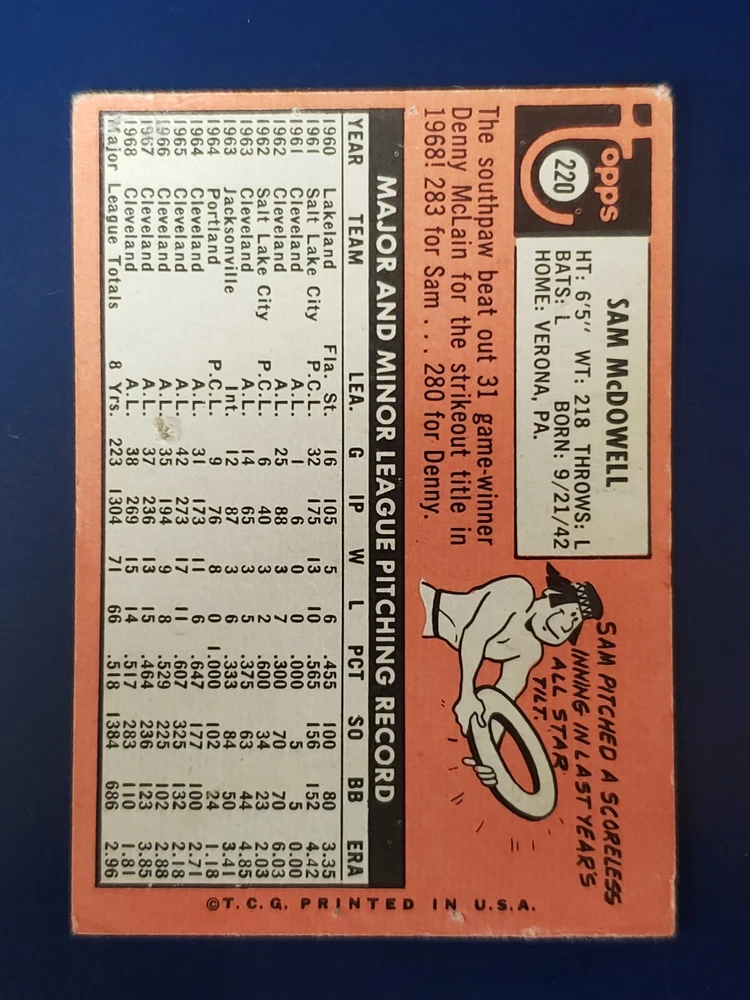 topps
220
SAM McDOWELL
HT: 6'5" WT: 218 THROWS: L
BATS: L BORN: 9/21/42
HOME: VERONA, PA.
The southpaw beat out 31 game-winner
Denny McLain for the strikeout title in
1968! 283 for Sam . . . 280 for Denny.
SAM PITCHED A SCORELESS
INNING IN LAST YEAR'S
ALL STAR
TILT.
MAJOR AND MINOR LEAGUE PITCHING RECORD
YEAR TEAM LEA. G IP W L PCT SO BB ERA
1960 Lakeland Fla. St. 16 105 5 6 .455 100 80 3.35
1961 Salt Lake City P.C.L. 32 175 13 10 .565 156 152 4.42
1961 Cleveland A.L. 1 6 0 0 .000 5 5 0.00
1962 Cleveland A.L. 25 88 3 7 .300 70 70 6.03
1962 Salt Lake City P.C.L. 6 40 3 2 .600 34 23 2.03
1963 Cleveland A.L. 14 65 3 5 .375 63 44 4.85
1963 Jacksonville Int. 12 87 3 6 .333 84 50 3.41
1964 Portland P.C.L. 9 76 8 0 1.000 102 24 1.18
1964 Cleveland A.L. 31 173 11 6 .647 177 100 2.71
1965 Cleveland A.L. 42 273 17 11 .607 325 132 2.18
1966 Cleveland A.L. 35 194 9 8 .529 225 102 2.88
1967 Cleveland A.L. 37 236 13 15 .464 236 123 3.85
1968 Cleveland A.L. 38 269 15 14 .517 283 110 1.81
Major League Totals 8 Yrs. 223 1304 71 66 .518 1384 686 2.96
©T.C.G. PRINTED IN U.S.A.